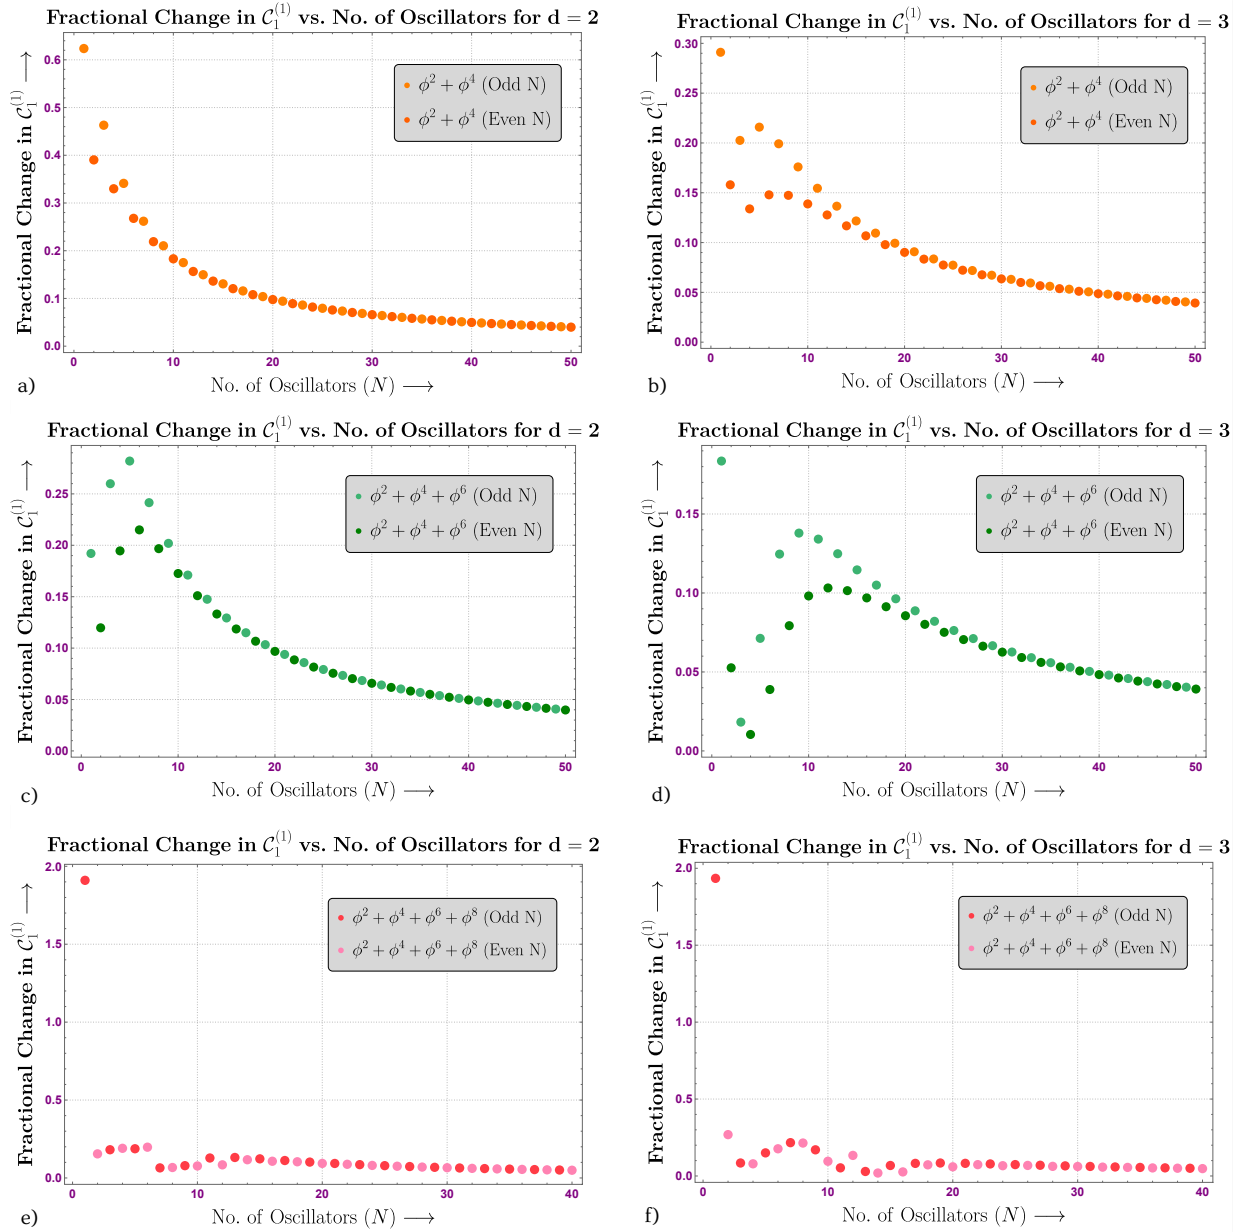 Fractional Change in 𝒞₁⁽¹⁾ vs. No. of Oscillators for d = 2
Fractional Change in 𝒞₁⁽¹⁾ ⟶
0.6
0.5
0.4
0.3
0.2
0.1
0.0
ϕ² + ϕ⁴ (Odd N)
ϕ² + ϕ⁴ (Even N)
0 10 20 30 40 50
No. of Oscillators (N) ⟶
a)
Fractional Change in 𝒞₁⁽¹⁾ vs. No. of Oscillators for d = 3
Fractional Change in 𝒞₁⁽¹⁾ ⟶
0.30
0.25
0.20
0.15
0.10
0.05
0.00
ϕ² + ϕ⁴ (Odd N)
ϕ² + ϕ⁴ (Even N)
0 10 20 30 40 50
No. of Oscillators (N) ⟶
b)
Fractional Change in 𝒞₁⁽¹⁾ vs. No. of Oscillators for d = 2
Fractional Change in 𝒞₁⁽¹⁾ ⟶
0.25
0.20
0.15
0.10
0.05
0.00
ϕ² + ϕ⁴ + ϕ⁶ (Odd N)
ϕ² + ϕ⁴ + ϕ⁶ (Even N)
0 10 20 30 40 50
No. of Oscillators (N) ⟶
c)
Fractional Change in 𝒞₁⁽¹⁾ vs. No. of Oscillators for d = 3
Fractional Change in 𝒞₁⁽¹⁾ ⟶
0.15
0.10
0.05
0.00
ϕ² + ϕ⁴ + ϕ⁶ (Odd N)
ϕ² + ϕ⁴ + ϕ⁶ (Even N)
0 10 20 30 40 50
No. of Oscillators (N) ⟶
d)
Fractional Change in 𝒞₁⁽¹⁾ vs. No. of Oscillators for d = 2
Fractional Change in 𝒞₁⁽¹⁾ ⟶
2.0
1.5
1.0
0.5
0.0
ϕ² + ϕ⁴ + ϕ⁶ + ϕ⁸ (Odd N)
ϕ² + ϕ⁴ + ϕ⁶ + ϕ⁸ (Even N)
0 10 20 30 40
No. of Oscillators (N) ⟶
e)
Fractional Change in 𝒞₁⁽¹⁾ vs. No. of Oscillators for d = 3
Fractional Change in 𝒞₁⁽¹⁾ ⟶
2.0
1.5
1.0
0.5
0.0
ϕ² + ϕ⁴ + ϕ⁶ + ϕ⁸ (Odd N)
ϕ² + ϕ⁴ + ϕ⁶ + ϕ⁸ (Even N)
0 10 20 30 40
No. of Oscillators (N) ⟶
f)